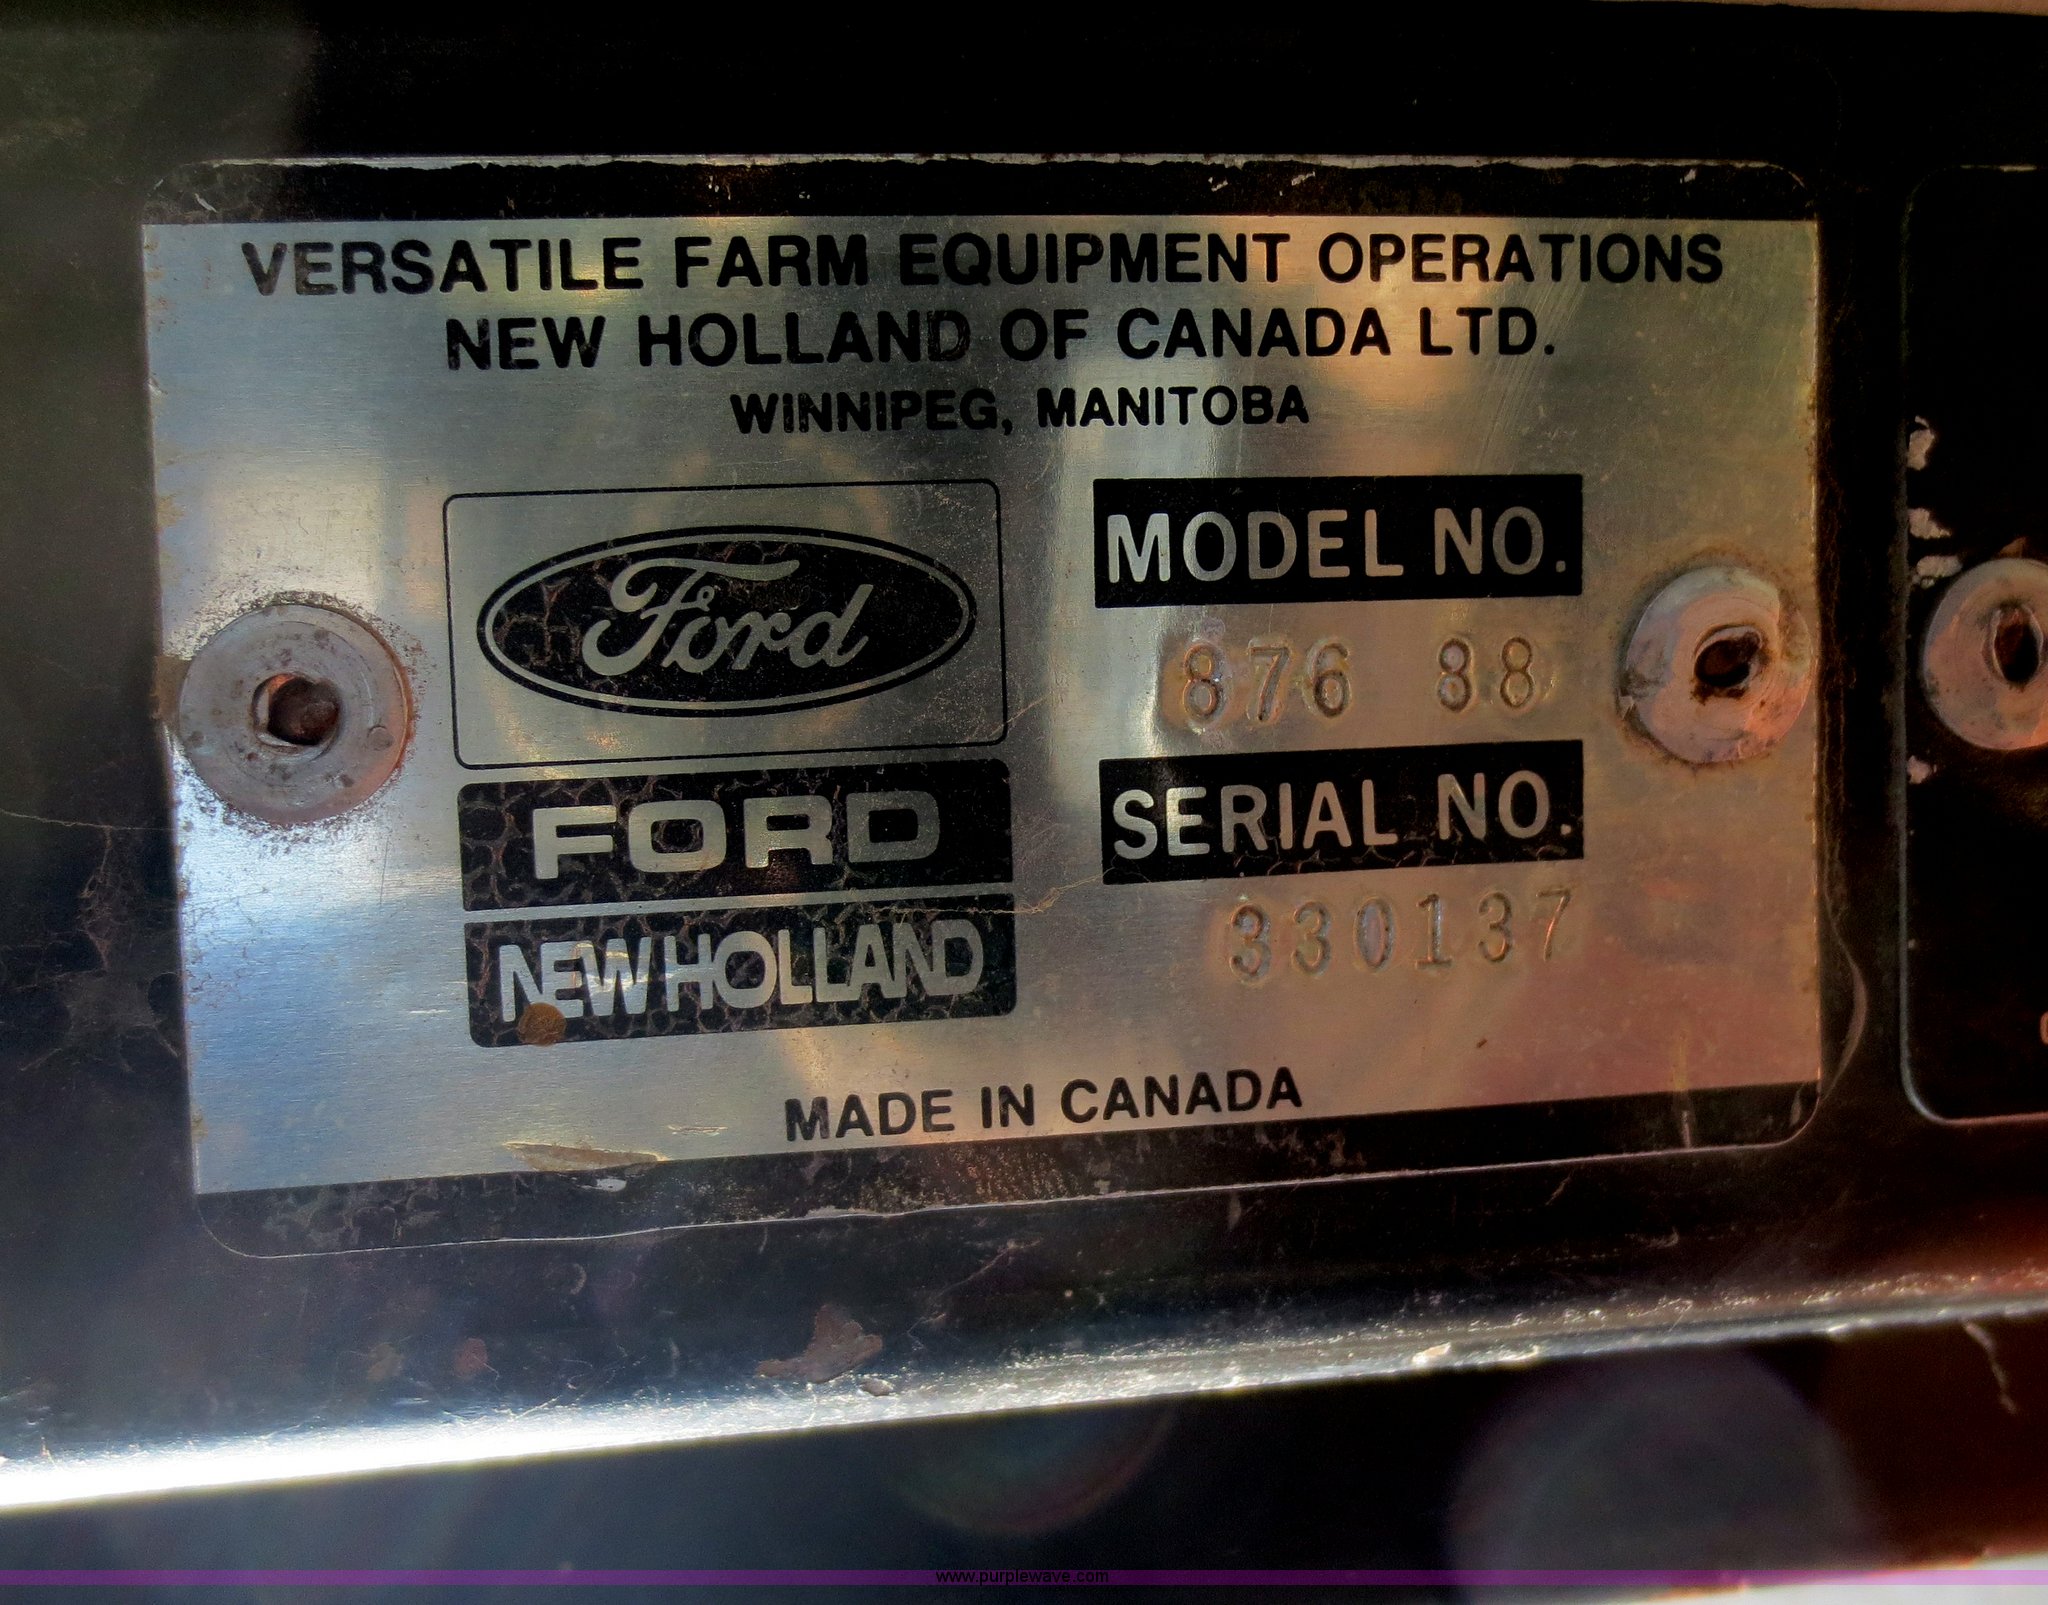 VERSATILE FARM EQUIPMENT OPERATIONS
NEW HOLLAND OF CANADA LTD.
WINNIPEG, MANITOBA
Ford
FORD
NEW HOLLAND
MODEL NO.
876 88
SERIAL NO.
330137
MADE IN CANADA
www.purplewave.com